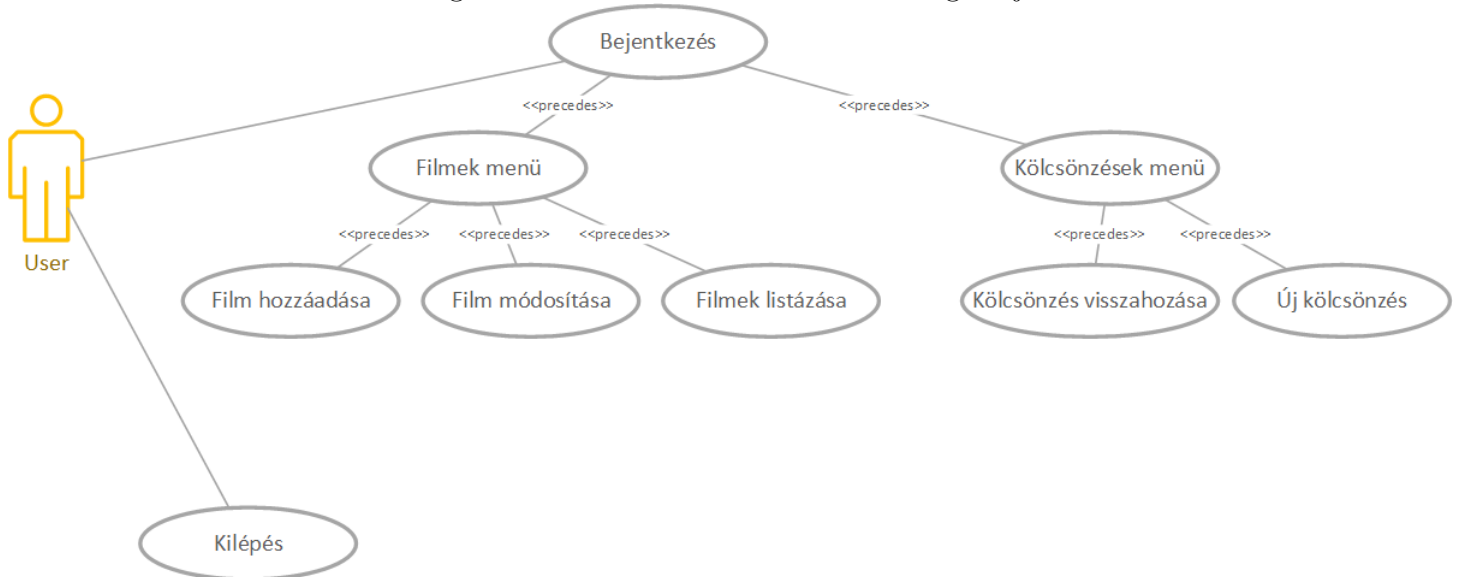 Bejentkezés
<<precedes>>
<<precedes>>
Filmek menü
Kölcsönzések menü
<<precedes>>
<<precedes>>
<<precedes>>
<<precedes>>
<<precedes>>
User
Film hozzáadása
Film módosítása
Filmek listázása
Kölcsönzés visszahozása
Új kölcsönzés
Kilépés